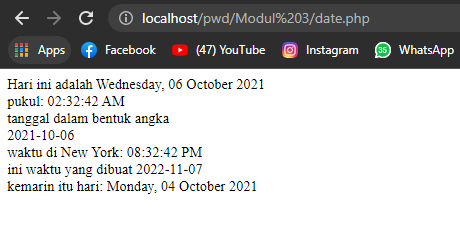 localhost/pwd/Modul%203/date.php
Apps Facebook (47) YouTube Instagram 35 WhatsApp
Hari ini adalah Wednesday, 06 October 2021
pukul: 02:32:42 AM
tanggal dalam bentuk angka
2021-10-06
waktu di New York: 08:32:42 PM
ini waktu yang dibuat 2022-11-07
kemarin itu hari: Monday, 04 October 2021